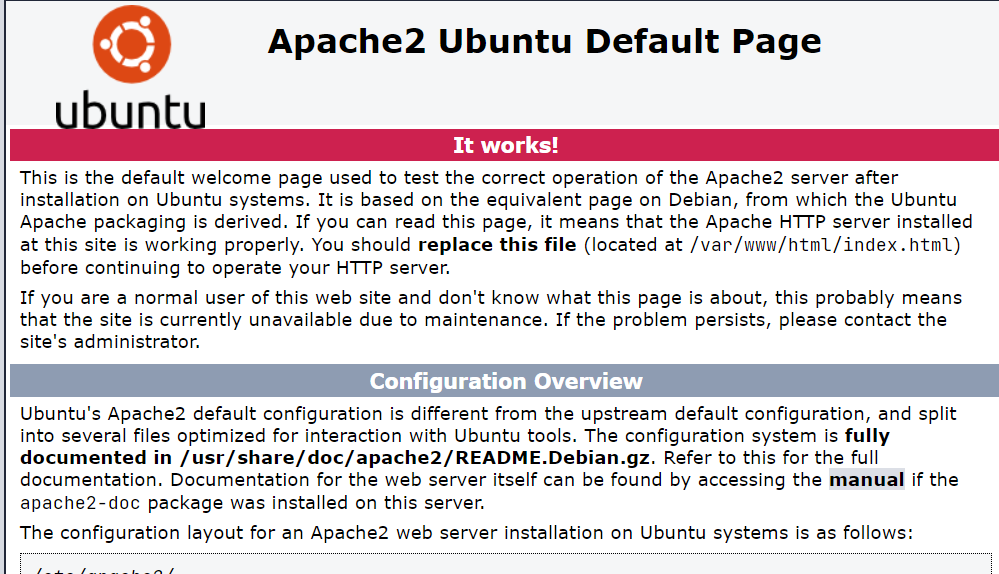 Apache2 Ubuntu Default Page
ubuntu
It works!
This is the default welcome page used to test the correct operation of the Apache2 server after
installation on Ubuntu systems. It is based on the equivalent page on Debian, from which the Ubuntu
Apache packaging is derived. If you can read this page, it means that the Apache HTTP server installed
at this site is working properly. You should replace this file (located at /var/www/html/index.html)
before continuing to operate your HTTP server.
If you are a normal user of this web site and don't know what this page is about, this probably means
that the site is currently unavailable due to maintenance. If the problem persists, please contact the
site's administrator.
Configuration Overview
Ubuntu's Apache2 default configuration is different from the upstream default configuration, and split
into several files optimized for interaction with Ubuntu tools. The configuration system is fully
documented in /usr/share/doc/apache2/README.Debian.gz. Refer to this for the full
documentation. Documentation for the web server itself can be found by accessing the manual if the
apache2-doc package was installed on this server.
The configuration layout for an Apache2 web server installation on Ubuntu systems is as follows:
/etc/apache2/